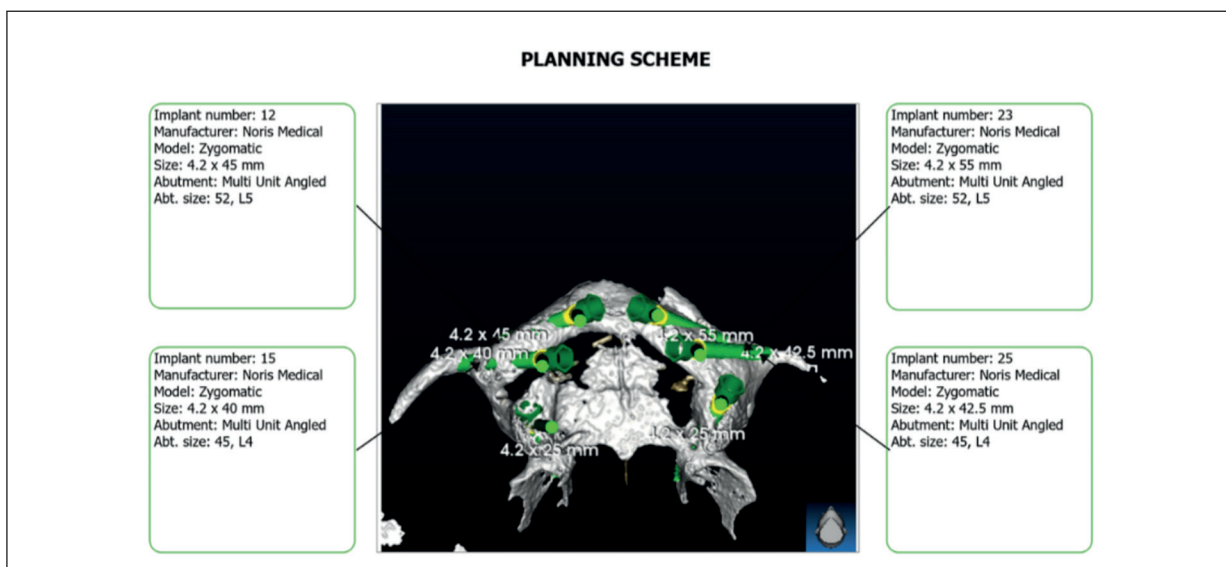 PLANNING SCHEME
Implant number: 12
Manufacturer: Noris Medical
Model: Zygomatic
Size: 4.2 x 45 mm
Abutment: Multi Unit Angled
Abt. size: 52, L5
Implant number: 23
Manufacturer: Noris Medical
Model: Zygomatic
Size: 4.2 x 55 mm
Abutment: Multi Unit Angled
Abt. size: 52, L5
4.2 x 45 mm
4.2 x 55 mm
4.2 x 40 mm
4.2 x 42.5 mm
4.2 x 25 mm
4.2 x 25 mm
Implant number: 15
Manufacturer: Noris Medical
Model: Zygomatic
Size: 4.2 x 40 mm
Abutment: Multi Unit Angled
Abt. size: 45, L4
Implant number: 25
Manufacturer: Noris Medical
Model: Zygomatic
Size: 4.2 x 42.5 mm
Abutment: Multi Unit Angled
Abt. size: 45, L4